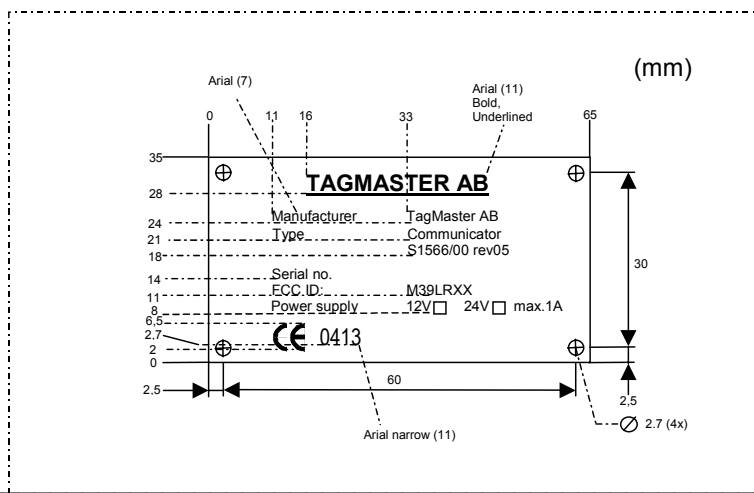 (mm)
Arial (7)
Arial (11)
Bold,
Underlined
0 11 16 33 65
35
TAGMASTER AB
28
24 Manufacturer TagMaster AB
21 Type Communicator
18 S1566/00 rev05
14 Serial no.
11 FCC ID: M39LRXX
8 Power supply 12V 24V max.1A
6,5
2.7
2
0
CE 0413
30
2,5 60 2,5
2.7 (4x)
Arial narrow (11)